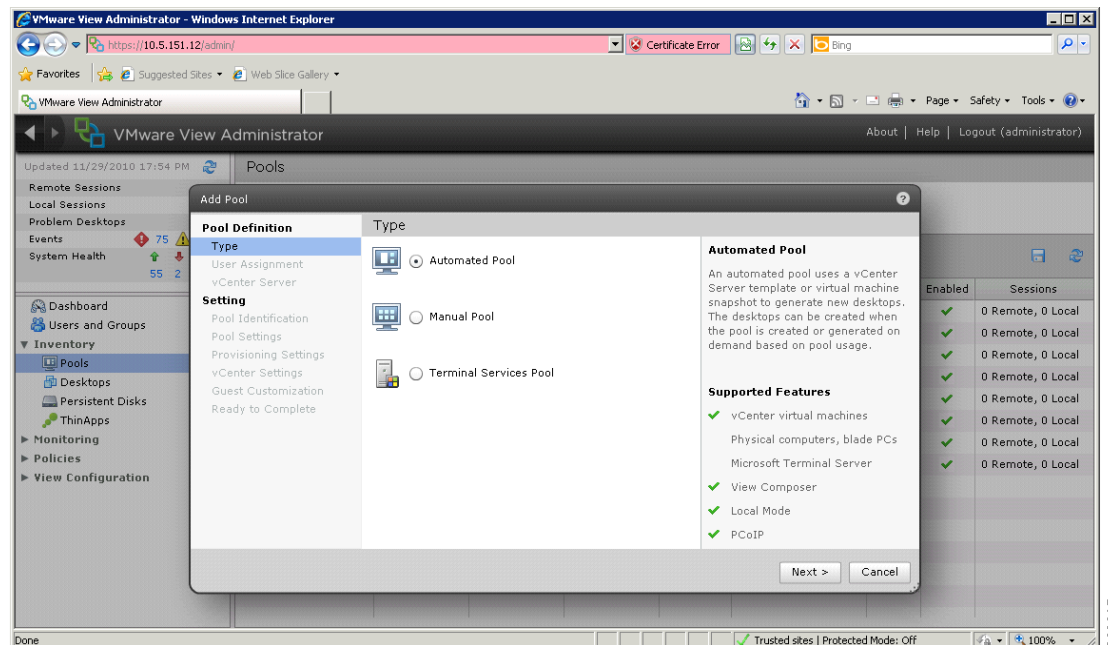 VMware View Administrator - Windows Internet Explorer
https://10.5.151.12/admin/
Certificate Error
Bing
Favorites
Suggested Sites
Web Slice Gallery
VMware View Administrator
Page
Safety
Tools
VMware View Administrator
About | Help | Logout (administrator)
Updated 11/29/2010 17:54 PM
Pools
Remote Sessions
Local Sessions
Problem Desktops
Events 75
System Health
55 2
Dashboard
Users and Groups
Inventory
Pools
Desktops
Persistent Disks
ThinApps
Monitoring
Policies
View Configuration
Add Pool
Pool Definition
Type
User Assignment
vCenter Server
Setting
Pool Identification
Pool Settings
Provisioning Settings
vCenter Settings
Guest Customization
Ready to Complete
Type
Automated Pool
Manual Pool
Terminal Services Pool
Automated Pool
An automated pool uses a vCenter
Server template or virtual machine
snapshot to generate new desktops.
The desktops can be created when
the pool is created or generated on
demand based on pool usage.
Supported Features
vCenter virtual machines
Physical computers, blade PCs
Microsoft Terminal Server
View Composer
Local Mode
PCoIP
Next >
Cancel
Enabled
Sessions
0 Remote, 0 Local
0 Remote, 0 Local
0 Remote, 0 Local
0 Remote, 0 Local
0 Remote, 0 Local
0 Remote, 0 Local
0 Remote, 0 Local
0 Remote, 0 Local
Done
Trusted sites | Protected Mode: Off
100%